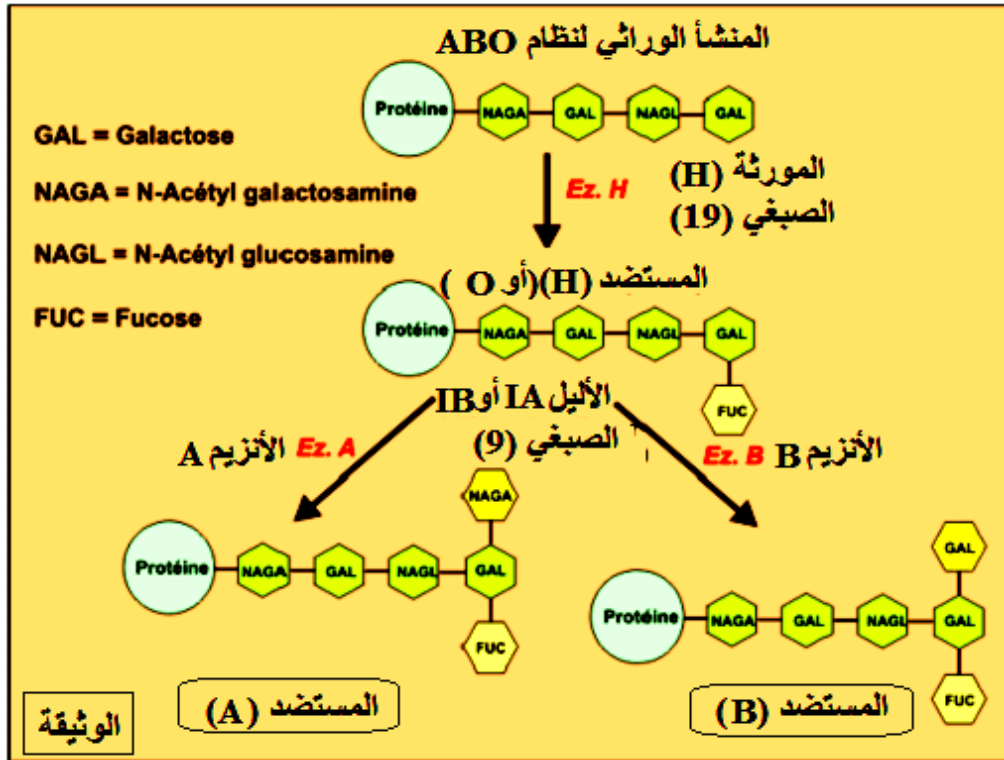 المنشأ الوراثي لنظام ABO
Protéine NAGA GAL NAGL GAL
GAL = Galactose
NAGA = N-Acétyl galactosamine
NAGL = N-Acétyl glucosamine
FUC = Fucose
Ez. H
المورثة (H)
الصبغي (19)
المستضد (H)(أو O )
Protéine NAGA GAL NAGL GAL
FUC
الأليل IA أو IB
الصبغي (9)
الأنزيم A Ez. A
Ez. B الأنزيم B
NAGA
Protéine NAGA GAL NAGL GAL
FUC
GAL
Protéine NAGA GAL NAGL GAL
FUC
المستضد (A)
المستضد (B)
الوثيقة